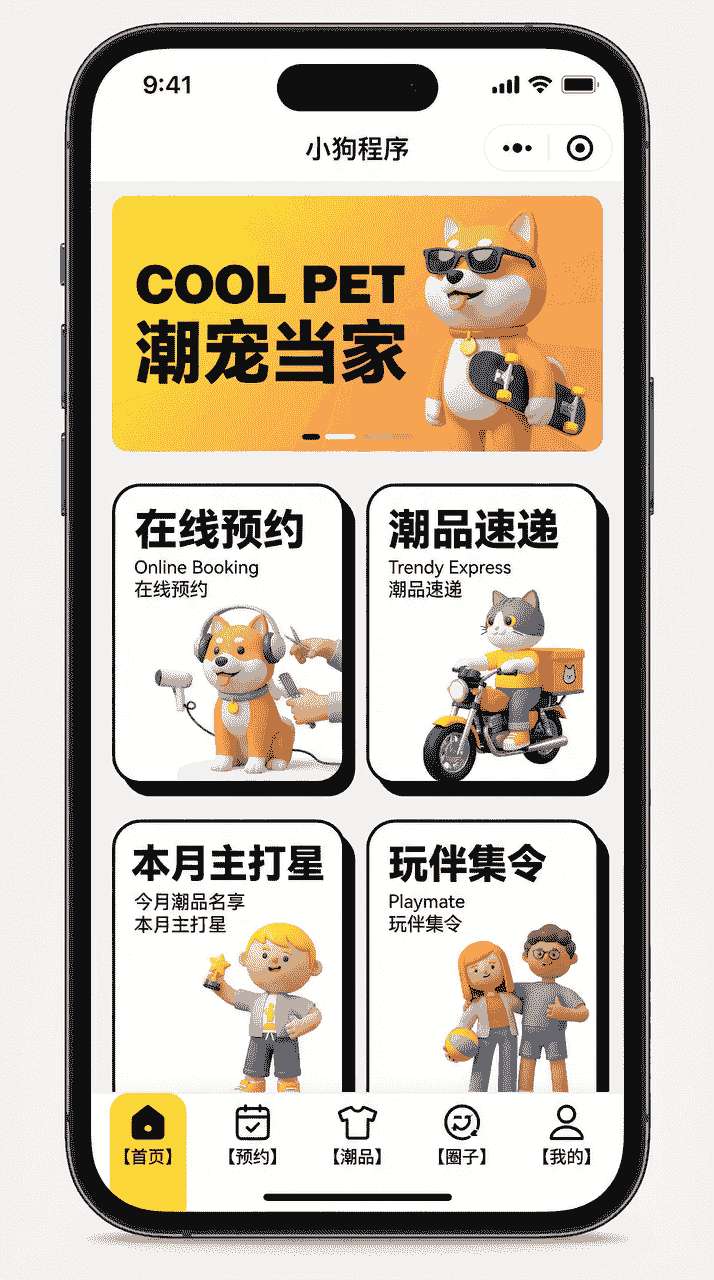 9:41
小狗程序
COOL PET
潮宠当家
在线预约
Online Booking
在线预约
潮品速递
Trendy Express
潮品速递
本月主打星
今月潮品名享
本月主打星
玩伴集令
Playmate
玩伴集令
【首页】
【预约】
【潮品】
【圈子】
【我的】